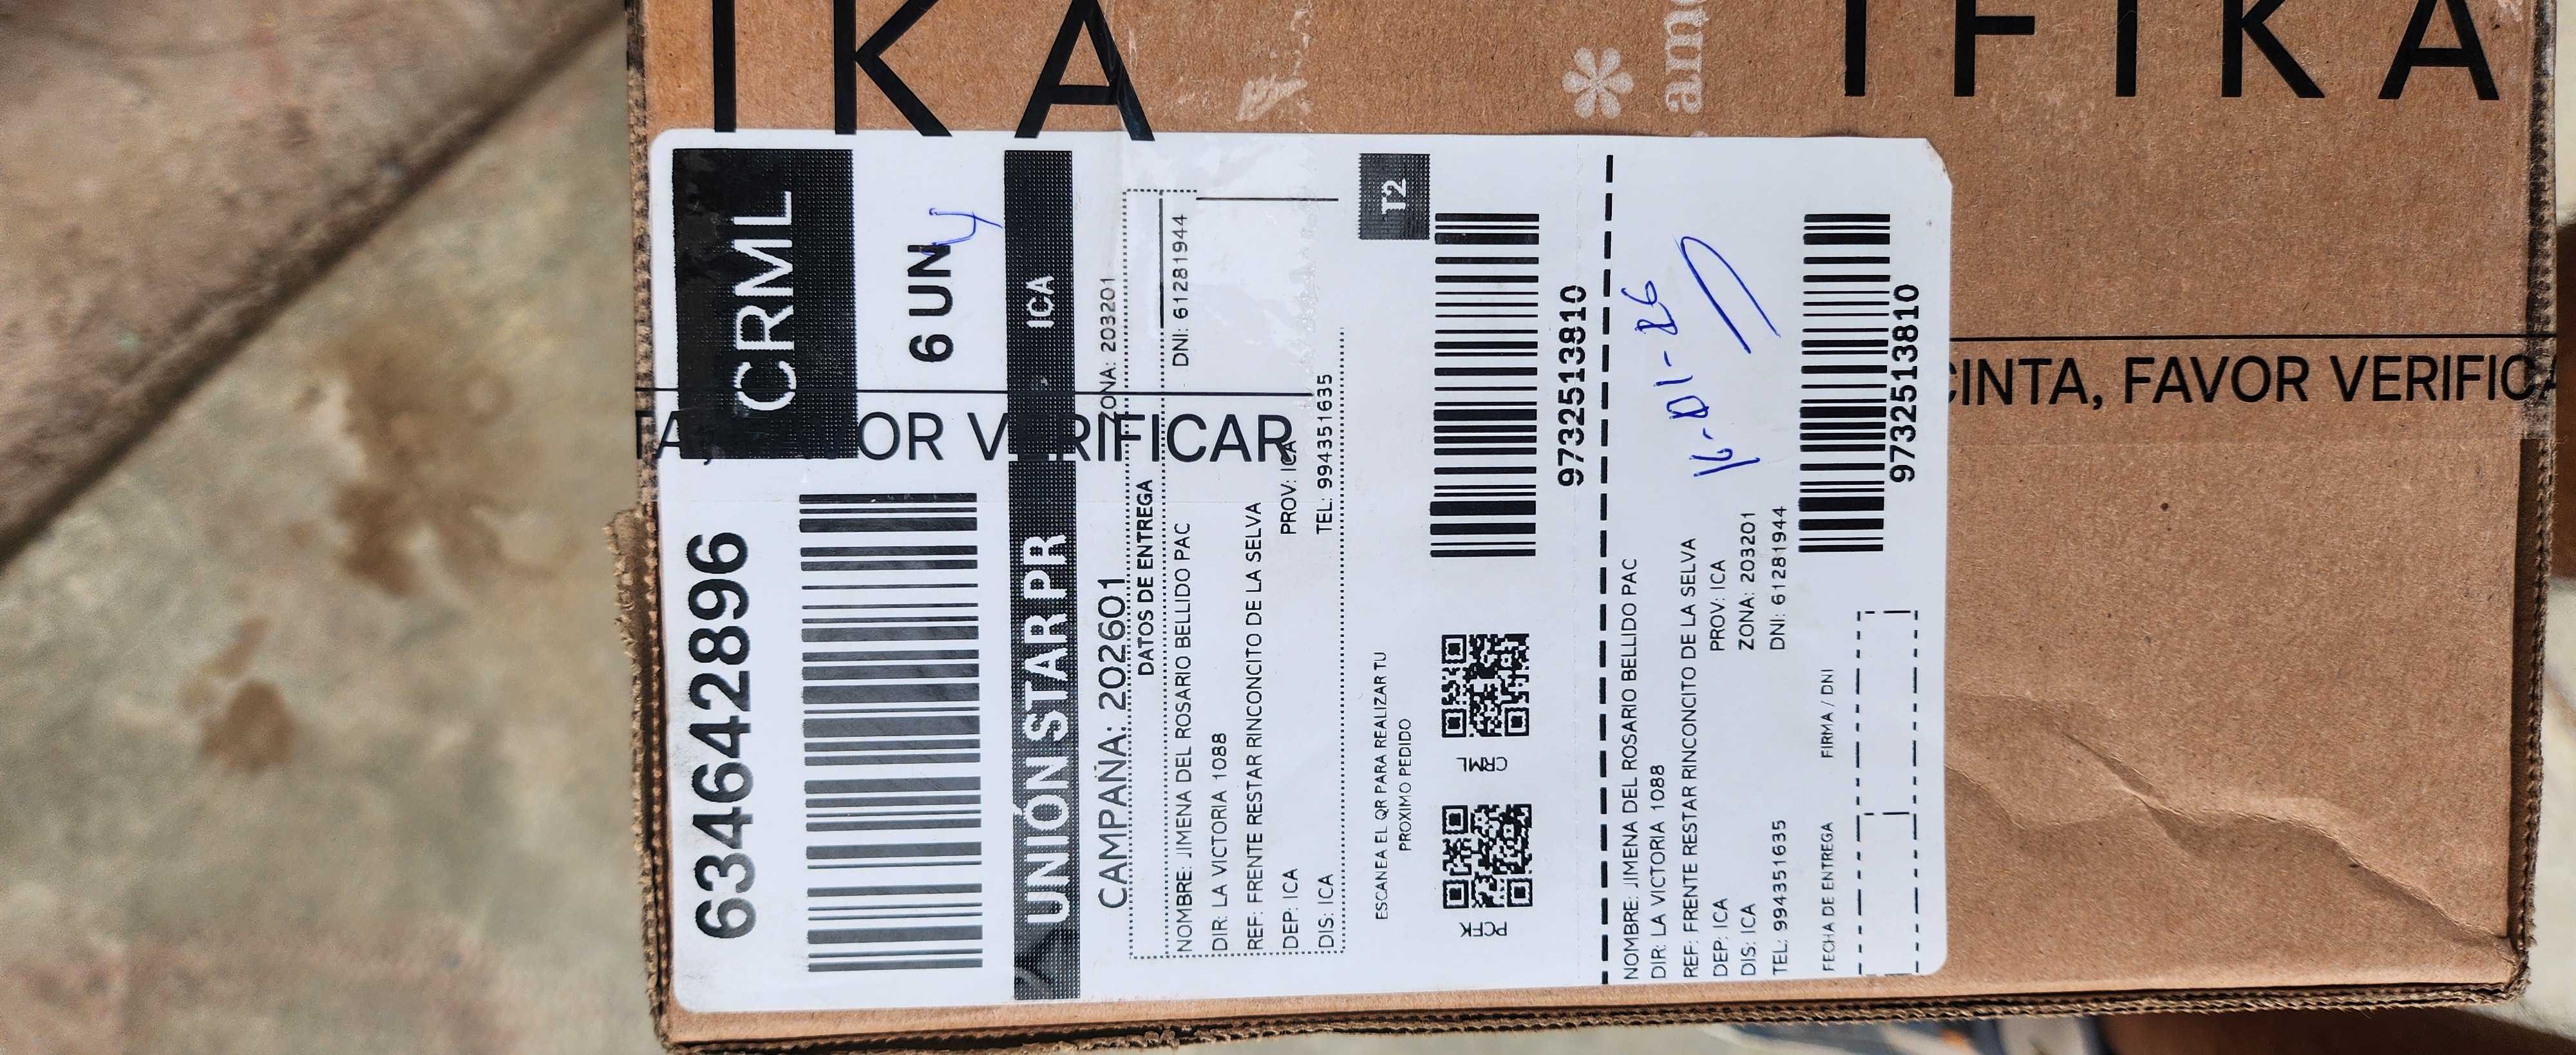 IKA
IFIKA
amo
6346642896
CRML
6 UN
4
UNIÓN STAR PR
ICA
CAMPAÑA: 202601
ZONA: 203201
DATOS DE ENTREGA
NOMBRE: JIMENA DEL ROSARIO BELLIDO PAC
DNI: 61281944
DIR: LA VICTORIA 1088
REF: FRENTE RESTAR RINCONCITO DE LA SELVA
DEP: ICA
PROV: ICA
DIS: ICA
TEL: 994351635
TA, FAVOR VERIFICAR
ESCANEA EL QR PARA REALIZAR TU
PROXIMO PEDIDO
T2
PCFK
CRML
9732513810
NOMBRE: JIMENA DEL ROSARIO BELLIDO PAC
DIR: LA VICTORIA 1088
REF: FRENTE RESTAR RINCONCITO DE LA SELVA
DEP: ICA
PROV: ICA
DIS: ICA
ZONA: 203201
TEL: 994351635
DNI: 61281944
16-01-26
FECHA DE ENTREGA
FIRMA / DNI
9732513810
CINTA, FAVOR VERIFICA